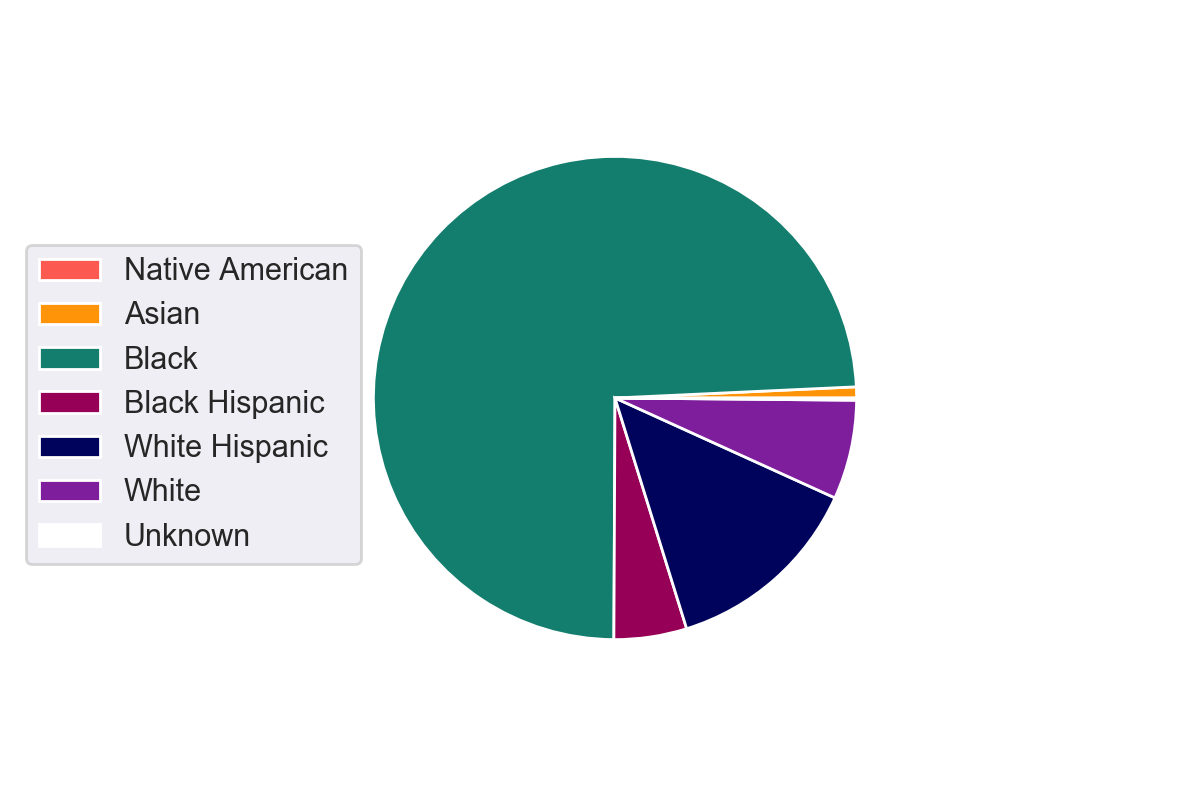 Native American
Asian
Black
Black Hispanic
White Hispanic
White
Unknown